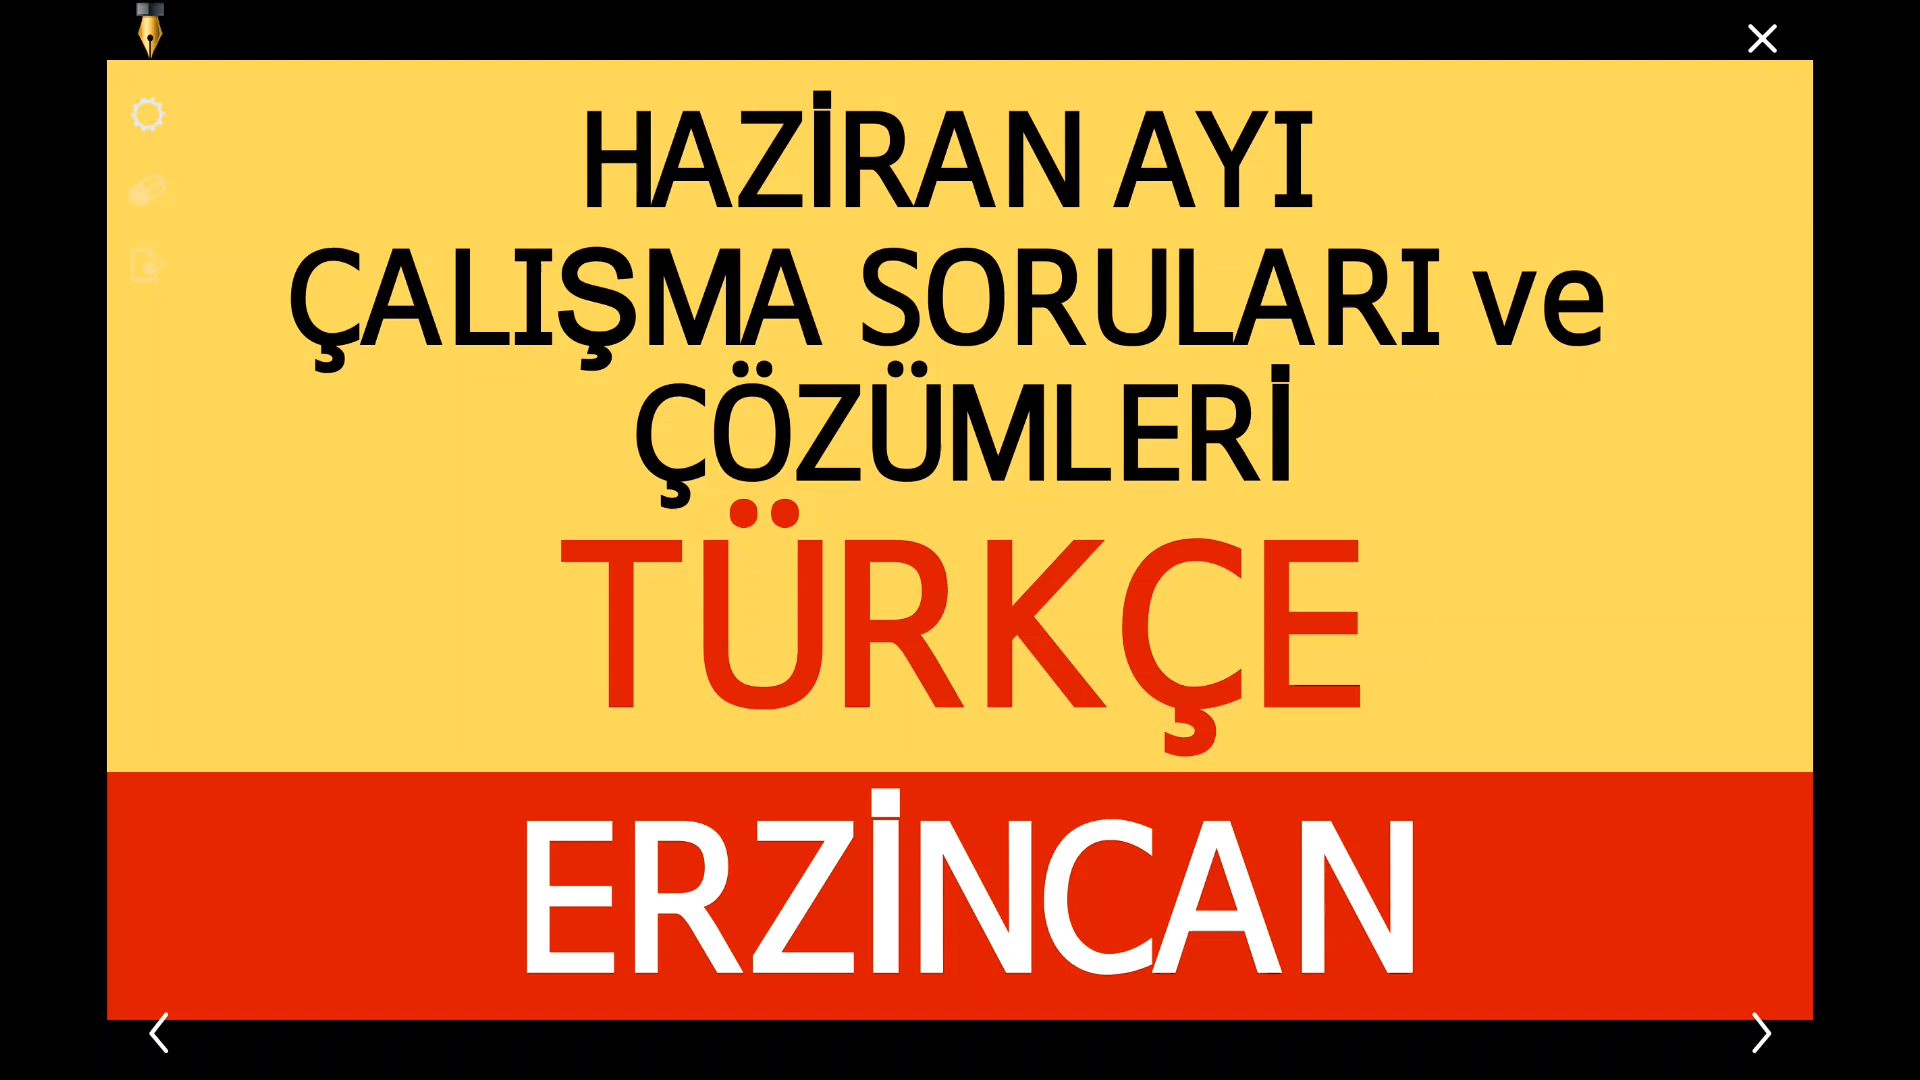 HAZİRAN AYI
ÇALIŞMA SORULARI ve
ÇÖZÜMLERİ
TÜRKÇE
ERZİNCAN